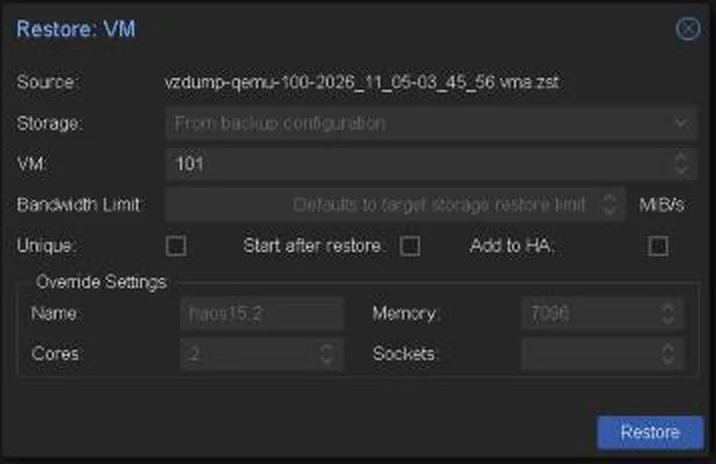 Restore: VM
Source: vzdump-qemu-100-2026_11_05-03_45_56.vma.zst
Storage: From backup configuration
VM: 101
Bandwidth Limit: Defaults to target storage restore limit MiB/s
Unique: Start after restore: Add to HA:
Override Settings
Name: haos15.2 Memory: 7096
Cores: 2 Sockets:
Restore